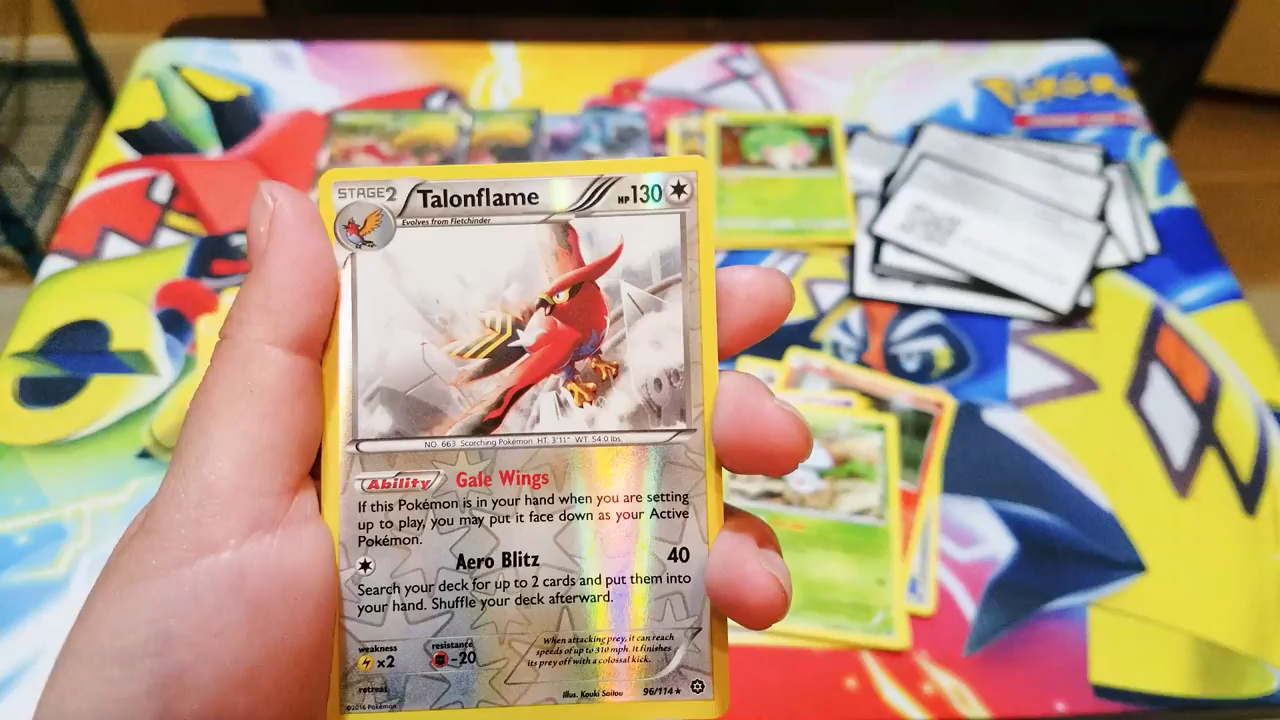 POKéMON
STAGE2 Talonflame HP130
Evolves from Fletchinder
NO. 663 Scorching Pokémon HT. 3'11" WT. 54.0 lbs.
Ability Gale Wings
If this Pokémon is in your hand when you are setting
up to play, you may put it face down as your Active
Pokémon.
Aero Blitz 40
Search your deck for up to 2 cards and put them into
your hand. Shuffle your deck afterward.
When attacking prey, it can reach
speeds of up to 310 mph. It finishes
its prey off with a colossal kick.
weakness
×2
resistance
-20
retreat
Illus. Kouki Saitou 96/114★
©2016 Pokémon